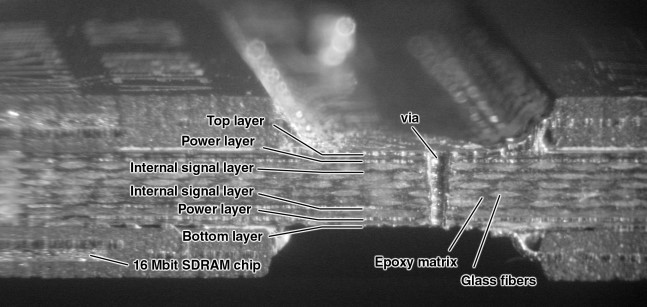 Top layer
via
Power layer
Internal signal layer
Internal signal layer
Power layer
Bottom layer
Epoxy matrix
16 Mbit SDRAM chip
Glass fibers